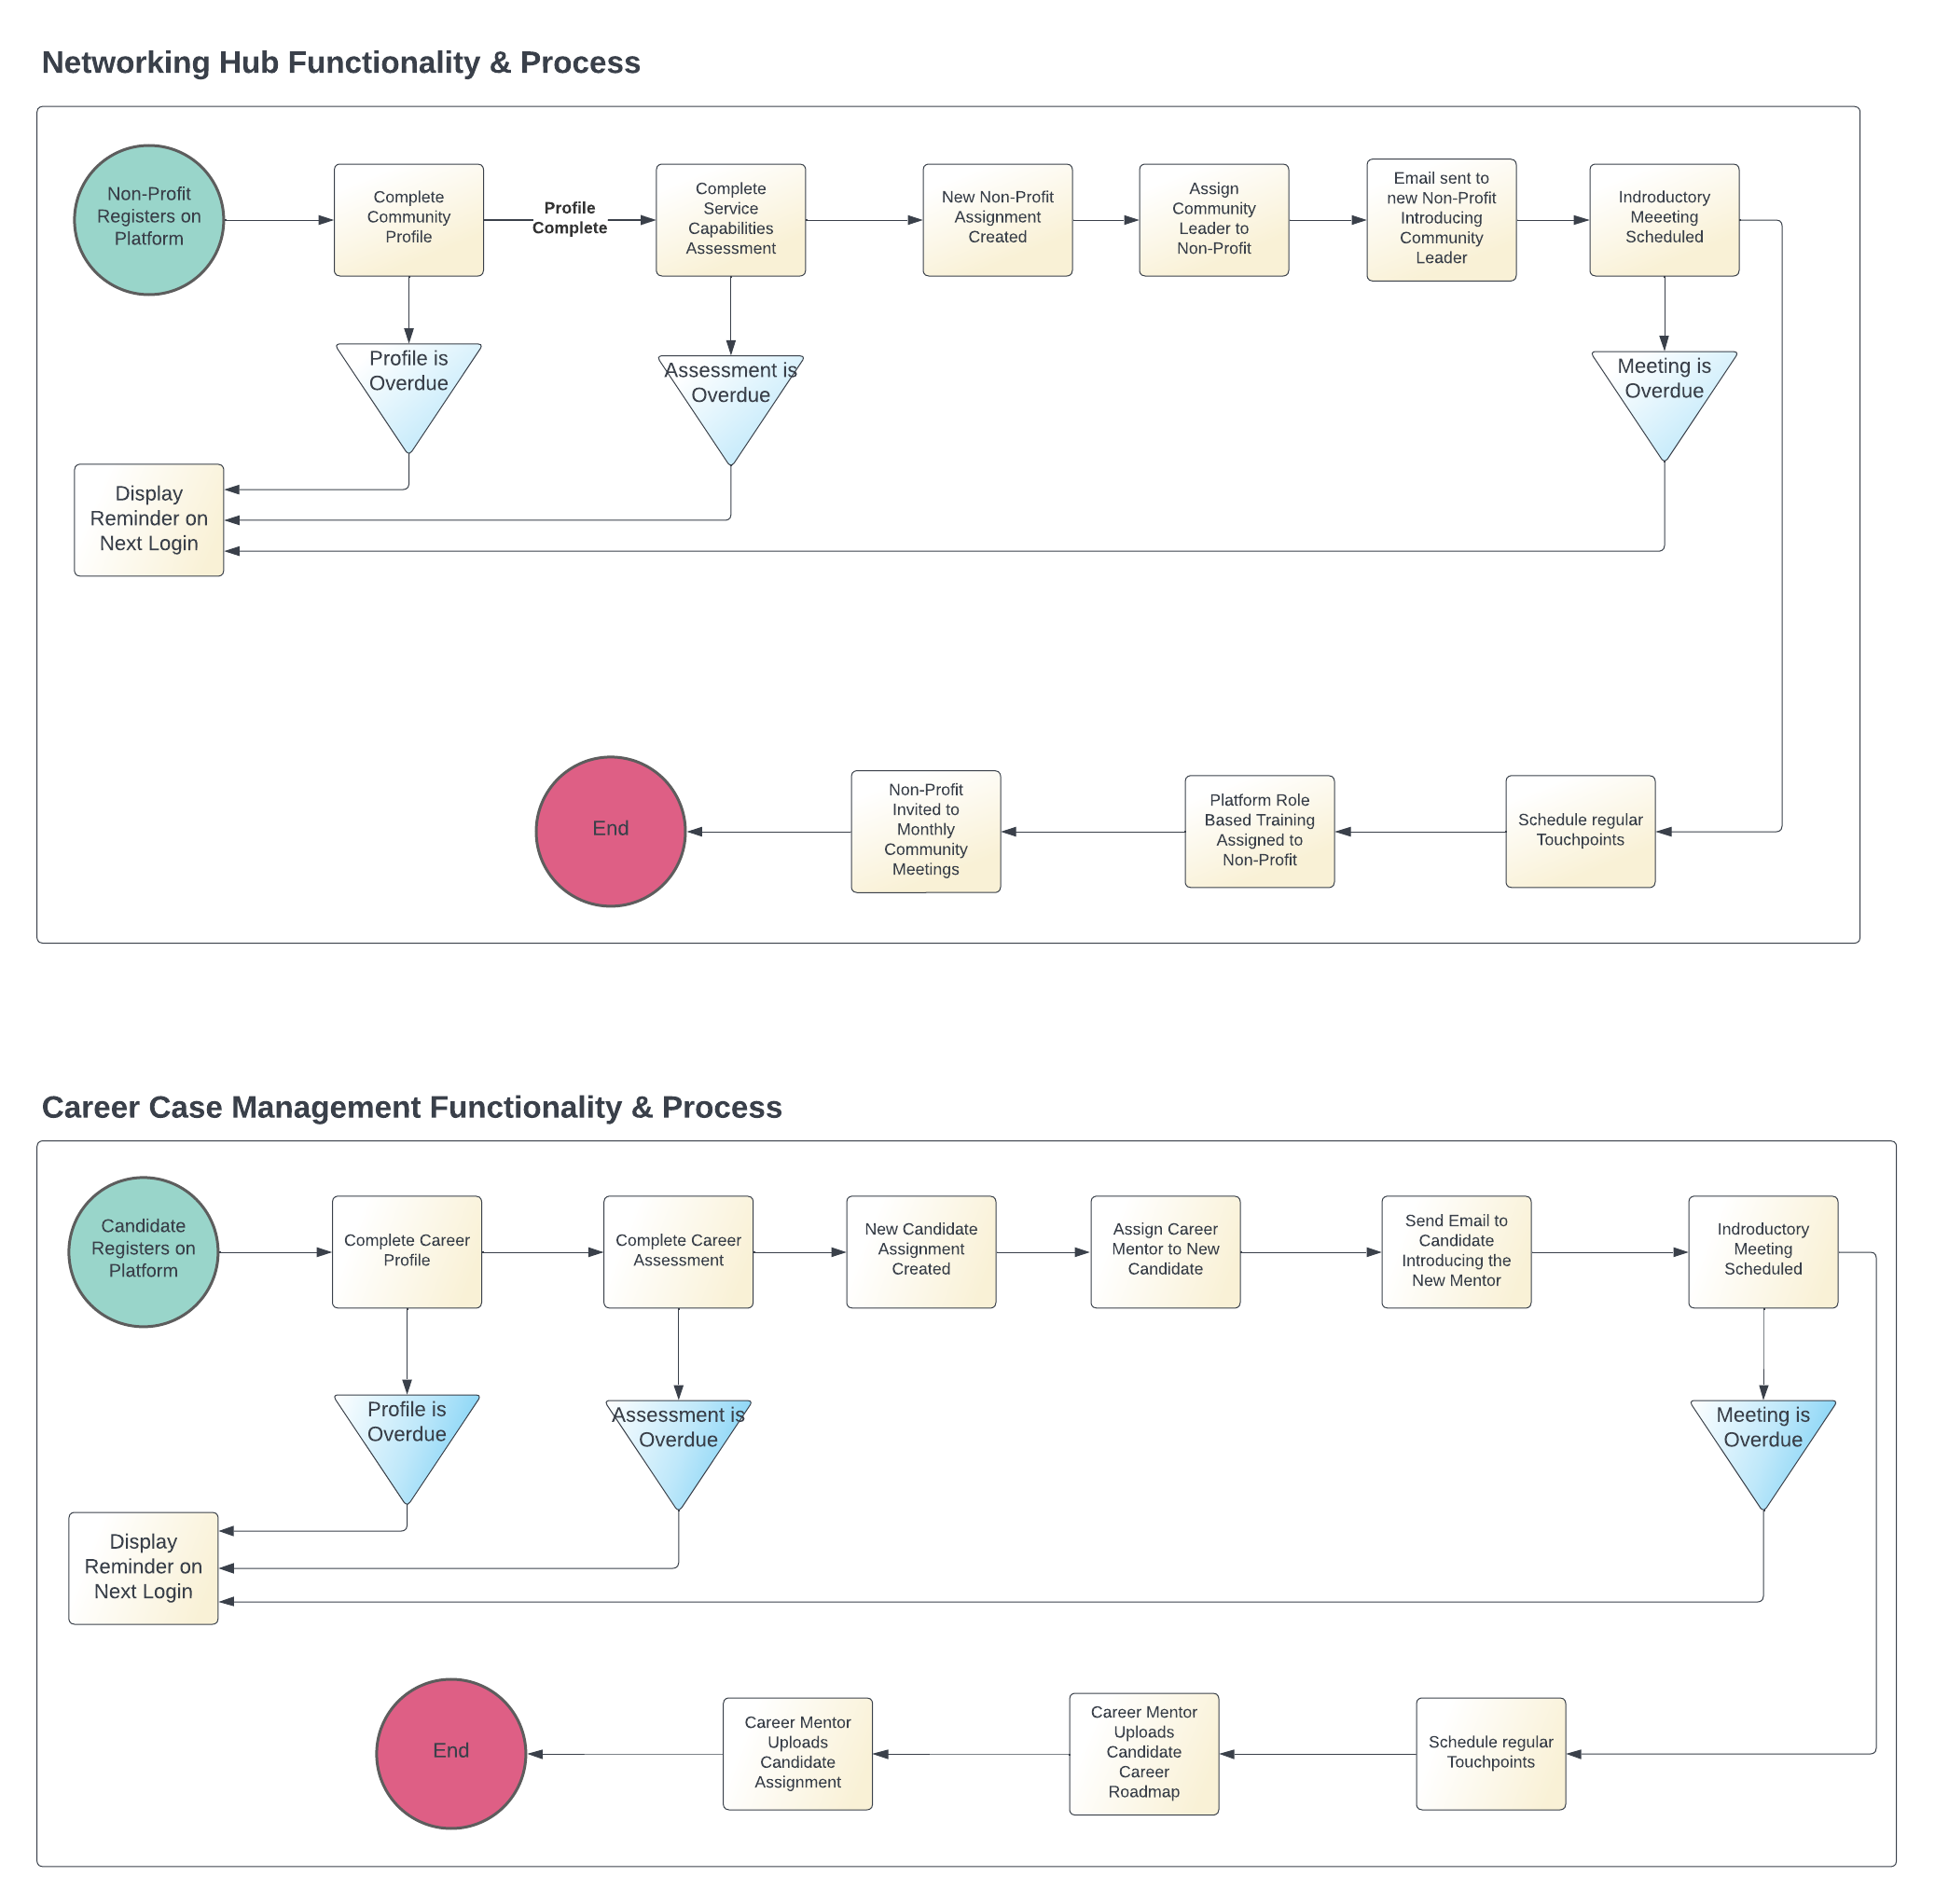 Networking Hub Functionality & Process
Non-Profit
Registers on
Platform
Complete
Community
Profile
Profile
Complete
Complete
Service
Capabilities
Assessment
New Non-Profit
Assignment
Created
Assign
Community
Leader to
Non-Profit
Email sent to
new Non-Profit
Introducing
Community
Leader
Indroductory
Meeeting
Scheduled
Profile is
Overdue
Assessment is
Overdue
Meeting is
Overdue
Display
Reminder on
Next Login
End
Non-Profit
Invited to
Monthly
Community
Meetings
Platform Role
Based Training
Assigned to
Non-Profit
Schedule regular
Touchpoints
Career Case Management Functionality & Process
Candidate
Registers on
Platform
Complete Career
Profile
Complete Career
Assessment
New Candidate
Assignment
Created
Assign Career
Mentor to New
Candidate
Send Email to
Candidate
Introducing the
New Mentor
Indroductory
Meeting
Scheduled
Profile is
Overdue
Assessment is
Overdue
Meeting is
Overdue
Display
Reminder on
Next Login
End
Career Mentor
Uploads
Candidate
Assignment
Career Mentor
Uploads
Candidate
Career
Roadmap
Schedule regular
Touchpoints